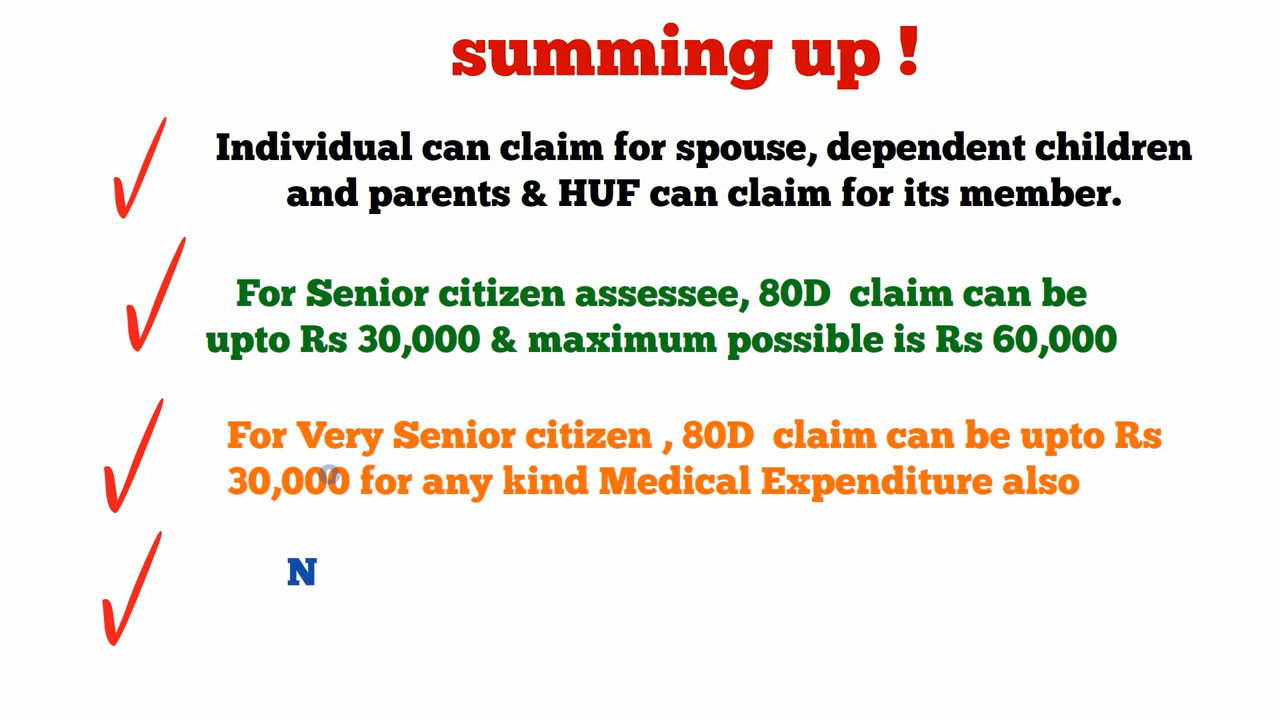 summing up !
Individual can claim for spouse, dependent children
and parents & HUF can claim for its member.
For Senior citizen assessee, 80D claim can be
upto Rs 30,000 & maximum possible is Rs 60,000
For Very Senior citizen , 80D claim can be upto Rs
30,000 for any kind Medical Expenditure also
N